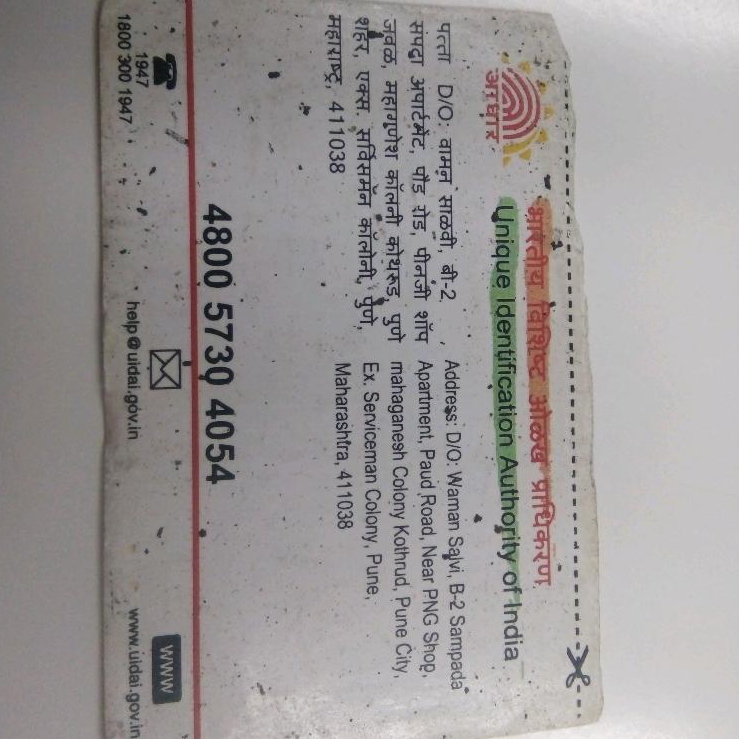 भारतीय विशिष्ट ओळख प्राधिकरण
Unique Identification Authority of India
आधार
पत्ता D/O: वामन साळवी, बी-2,
संपदा अपार्टमेंट, पौड रोड, पीनजी शॉप
जवळ, महागणेश कॉलनी कोथरुड, पुणे
शहर, एक्स. सर्विसमॅन कॉलोनी, पुणे,
महाराष्ट्र, 411038
Address: D/O: Waman Salvi, B-2 Sampada
Apartment, Paud Road, Near PNG Shop,
mahaganesh Colony Kothrud, Pune City,
Ex. Serviceman Colony, Pune,
Maharashtra, 411038
4800 5730 4054
1947
1800 300 1947
help@uidai.gov.in
www
www.uidai.gov.in